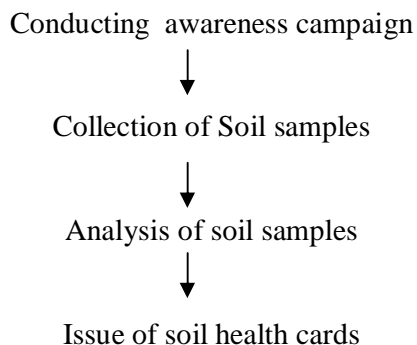 Conducting awareness campaign
Collection of Soil samples
Analysis of soil samples
Issue of soil health cards